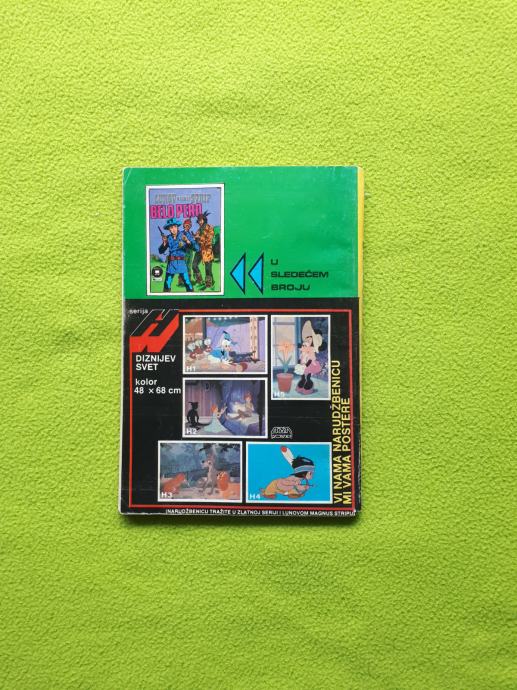 BELO PERO
U
SLEDEĆEM
BROJU
serija
H
DIZNIJEV
SVET
kolor
48 × 68 cm
H1
H5
H2
H3
H4
VI NAMA NARUDŽBENICU
MI VAMA POSTERE
(NARUDŽBENICU TRAŽITE U ZLATNOJ SERIJI I LUNOVOM MAGNUS STRIPU)